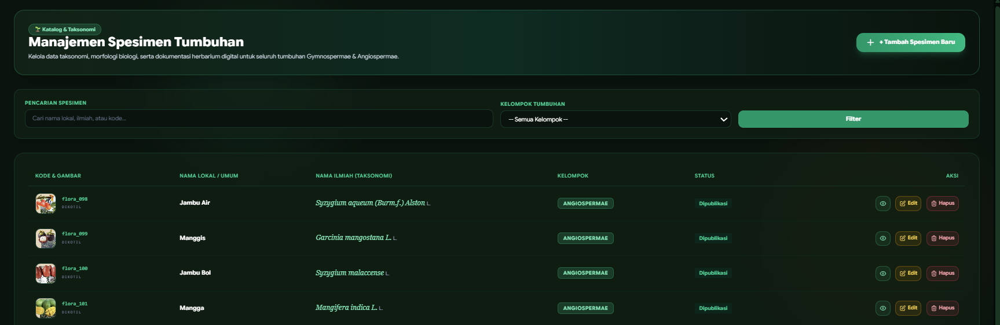 Katalog & Taksonomi
Manajemen Spesimen Tumbuhan
Kelola data taksonomi, morfologi biologi, serta dokumentasi herbarium digital untuk seluruh tumbuhan Gymnospermae & Angiospermae.
+ Tambah Spesimen Baru
PENCARIAN SPESIMEN
Cari nama lokal, ilmiah, atau kode...
KELOMPOK TUMBUHAN
-- Semua Kelompok --
Filter
KODE & GAMBAR NAMA LOKAL / UMUM NAMA ILMIAH (TAKSONOMI) KELOMPOK STATUS AKSI
flora_098 DIKOTIL Jambu Air Syzygium aqueum (Burm.f.) Alston L. ANGIOSPERMAE Dipublikasi Edit Hapus
flora_099 DIKOTIL Manggis Garcinia mangostana L. L. ANGIOSPERMAE Dipublikasi Edit Hapus
flora_100 DIKOTIL Jambu Bol Syzygium malaccense L. ANGIOSPERMAE Dipublikasi Edit Hapus
flora_101 DIKOTIL Mangga Mangifera indica L. L. ANGIOSPERMAE Dipublikasi Edit Hapus